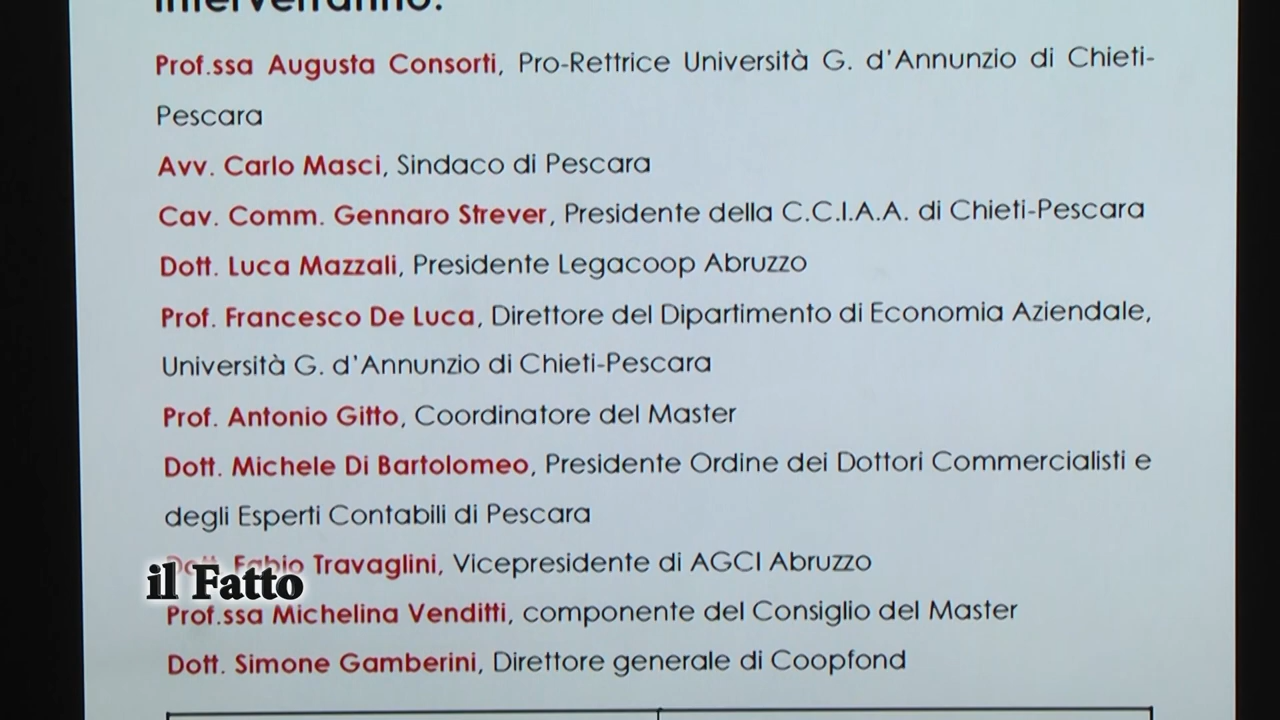 interverranno:
Prof.ssa Augusta Consorti, Pro-Rettrice Università G. d'Annunzio di Chieti-
Pescara
Avv. Carlo Masci, Sindaco di Pescara
Cav. Comm. Gennaro Strever, Presidente della C.C.I.A.A. di Chieti-Pescara
Dott. Luca Mazzali, Presidente Legacoop Abruzzo
Prof. Francesco De Luca, Direttore del Dipartimento di Economia Aziendale,
Università G. d'Annunzio di Chieti-Pescara
Prof. Antonio Gitto, Coordinatore del Master
Dott. Michele Di Bartolomeo, Presidente Ordine dei Dottori Commercialisti e
degli Esperti Contabili di Pescara
Dott. Fabio Travaglini, Vicepresidente di AGCI Abruzzo
il Fatto
Prof.ssa Michelina Venditti, componente del Consiglio del Master
Dott. Simone Gamberini, Direttore generale di Coopfond